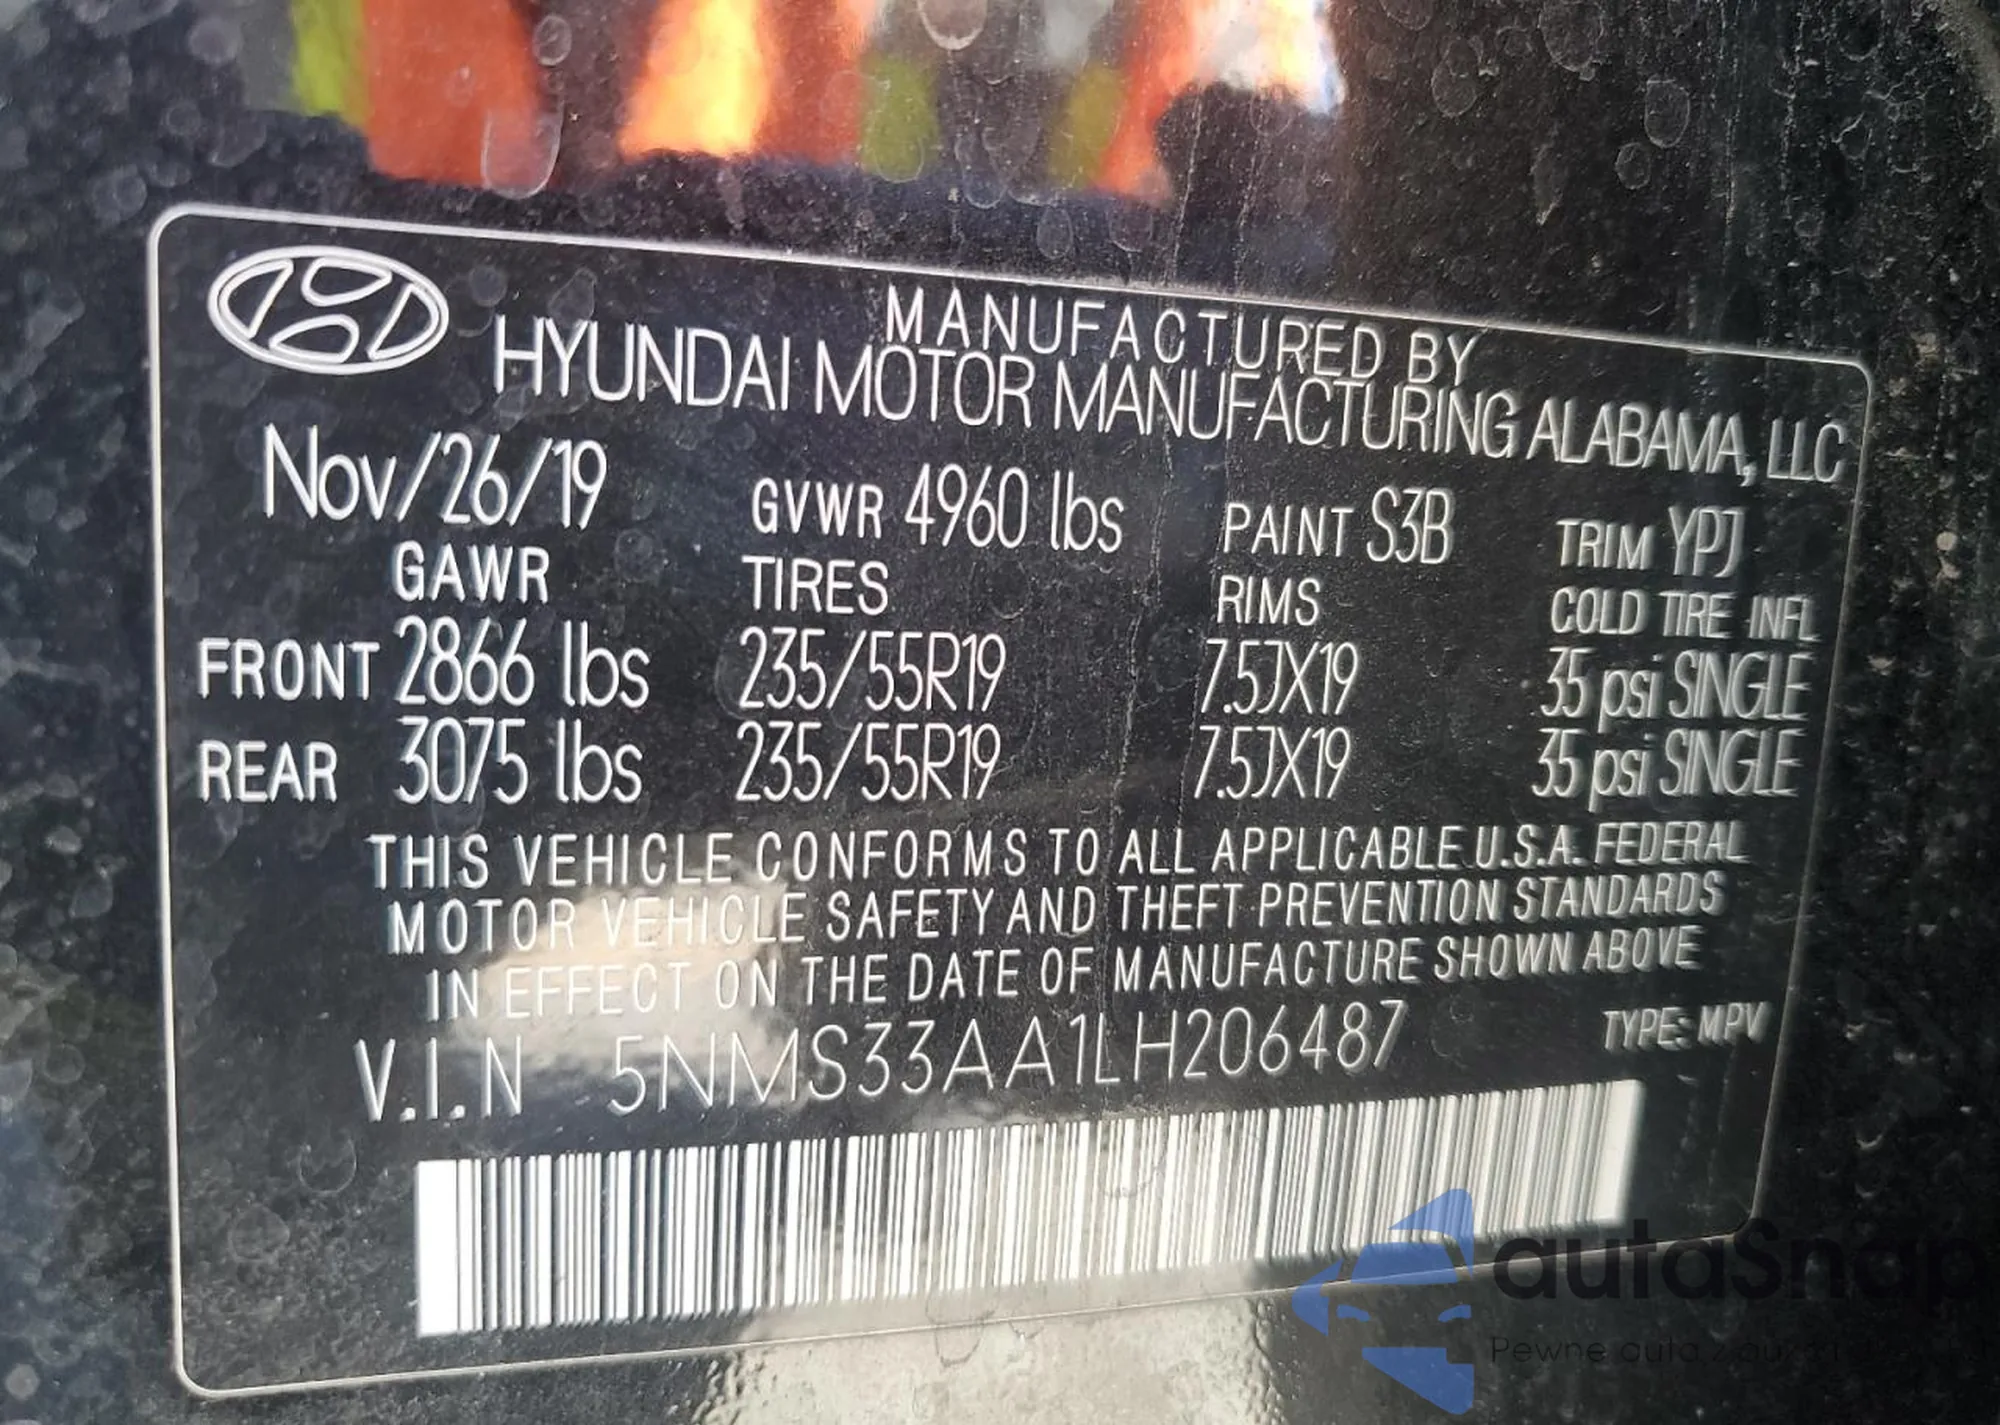 MANUFACTURED BY
HYUNDAI MOTOR MANUFACTURING ALABAMA, LLC
Nov/26/19 GVWR 4960 lbs PAINT S3B TRIM YPJ
GAWR TIRES RIMS COLD TIRE INFL
FRONT 2866 lbs 235/55R19 7.5JX19 35 psi SINGLE
REAR 3075 lbs 235/55R19 7.5JX19 35 psi SINGLE
THIS VEHICLE CONFORMS TO ALL APPLICABLE U.S.A. FEDERAL
MOTOR VEHICLE SAFETY AND THEFT PREVENTION STANDARDS
IN EFFECT ON THE DATE OF MANUFACTURE SHOWN ABOVE
V.I.N 5NMS33AA1LH206487 TYPE: MPV
autaSnap
Pewne auta z